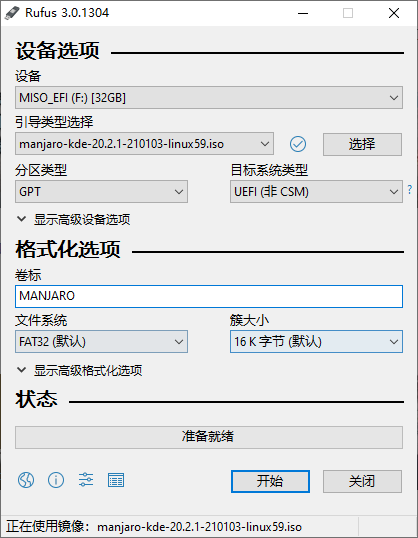 Rufus 3.0.1304
设备选项
设备
MISO_EFI (F:) [32GB]
引导类型选择
manjaro-kde-20.2.1-210103-linux59.iso
选择
分区类型
目标系统类型
GPT
UEFI (非 CSM)
?
显示高级设备选项
格式化选项
卷标
MANJARO
文件系统
簇大小
FAT32 (默认)
16 K 字节 (默认)
显示高级格式化选项
状态
准备就绪
开始
关闭
正在使用镜像：manjaro-kde-20.2.1-210103-linux59.iso